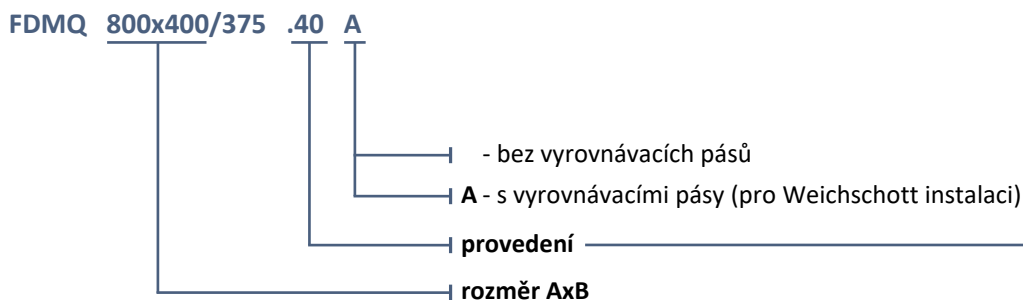 FDMQ 800x400/375 .40 A
- bez vyrovnávacích pásů
A - s vyrovnávacími pásy (pro Weichschott instalaci)
provedení
rozměr AxB